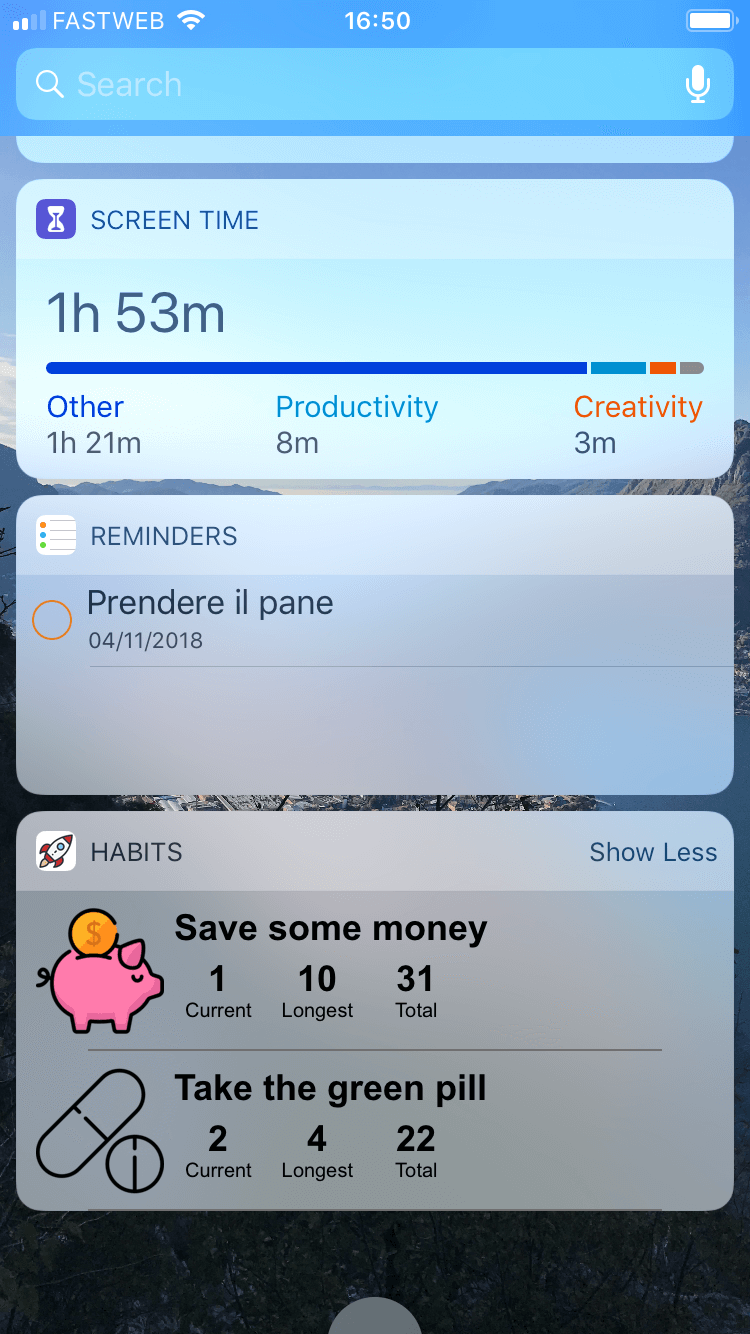 FASTWEB 16:50
Search
SCREEN TIME
1h 53m
Other Productivity Creativity
1h 21m 8m 3m
REMINDERS
Prendere il pane
04/11/2018
HABITS Show Less
$
Save some money
1 10 31
Current Longest Total
Take the green pill
2 4 22
Current Longest Total